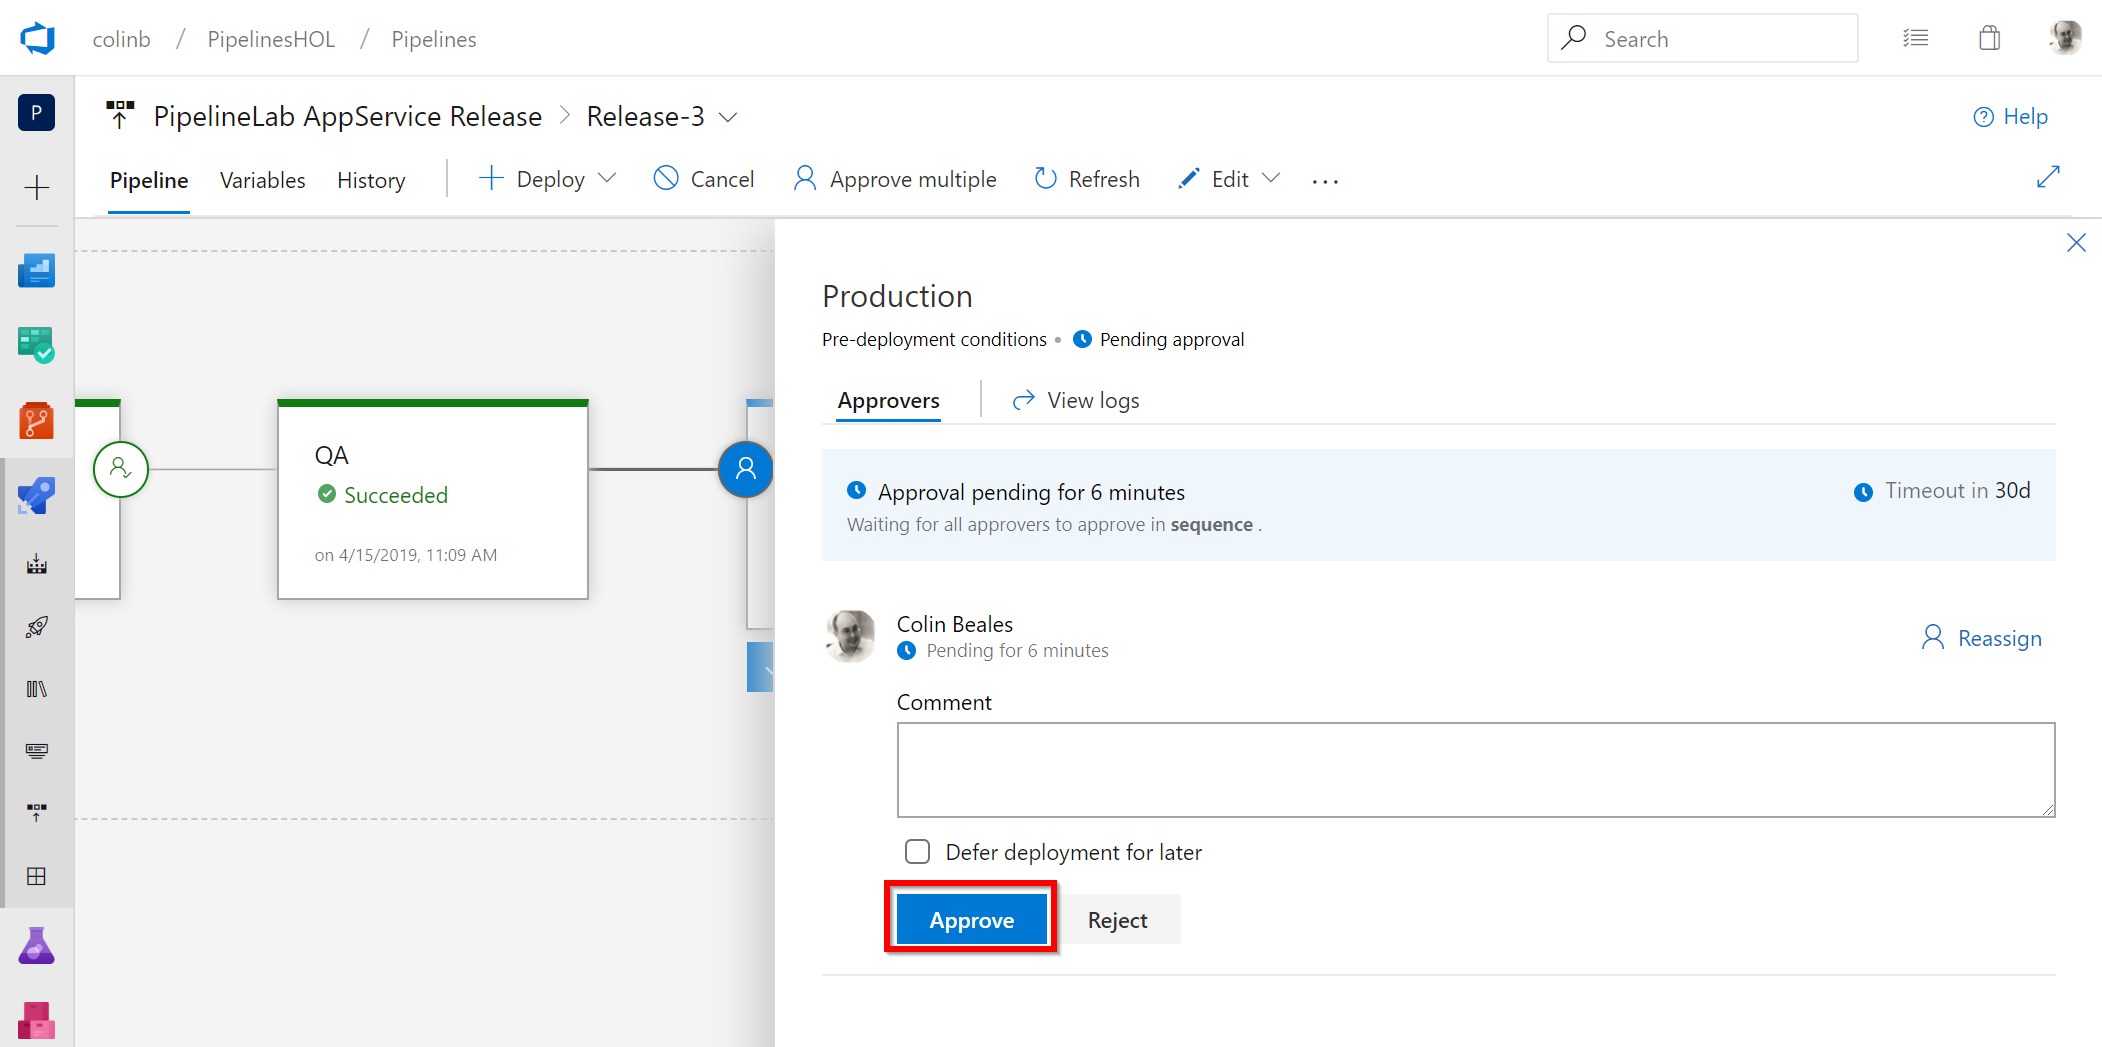 colinb / PipelinesHOL / Pipelines
Search
P
PipelineLab AppService Release > Release-3
Help
Pipeline Variables History Deploy Cancel Approve multiple Refresh Edit ...
Production
Pre-deployment conditions • Pending approval
Approvers View logs
QA
Succeeded
on 4/15/2019, 11:09 AM
Approval pending for 6 minutes
Timeout in 30d
Waiting for all approvers to approve in sequence .
Colin Beales
Pending for 6 minutes
Reassign
Comment
Defer deployment for later
Approve Reject